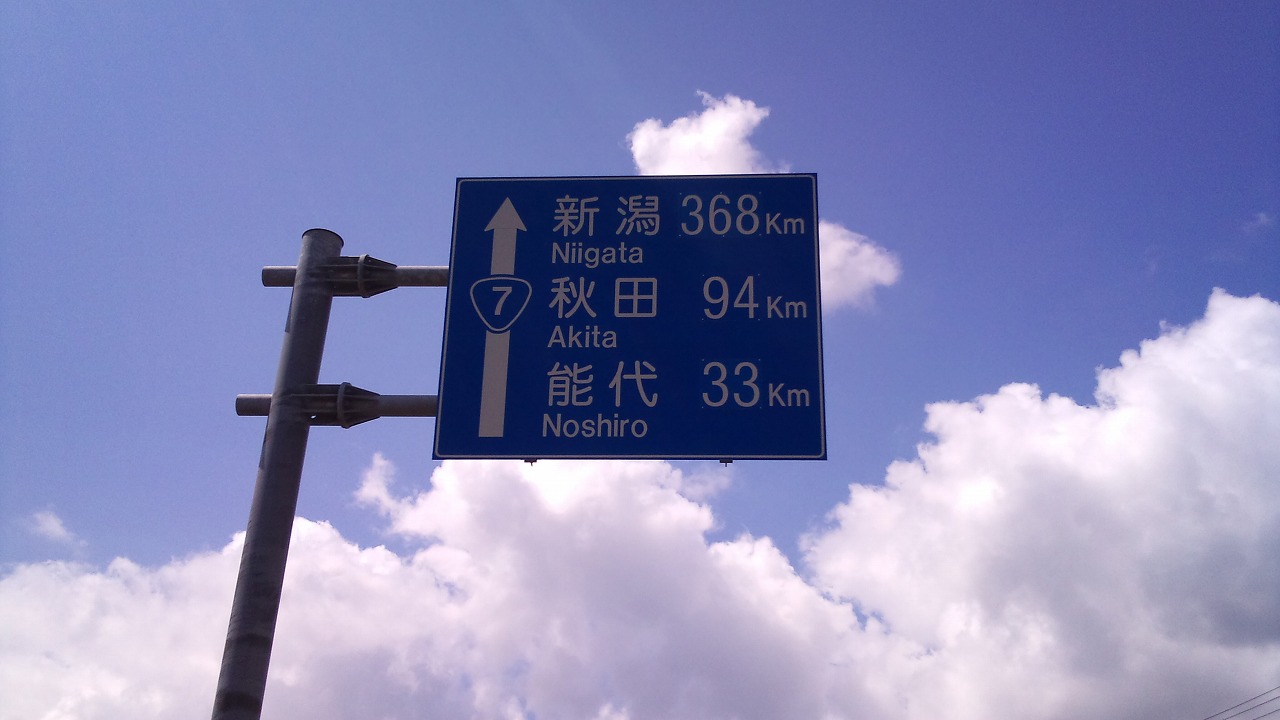 新潟 368Km
Niigata
7
秋田 94Km
Akita
能代 33Km
Noshiro